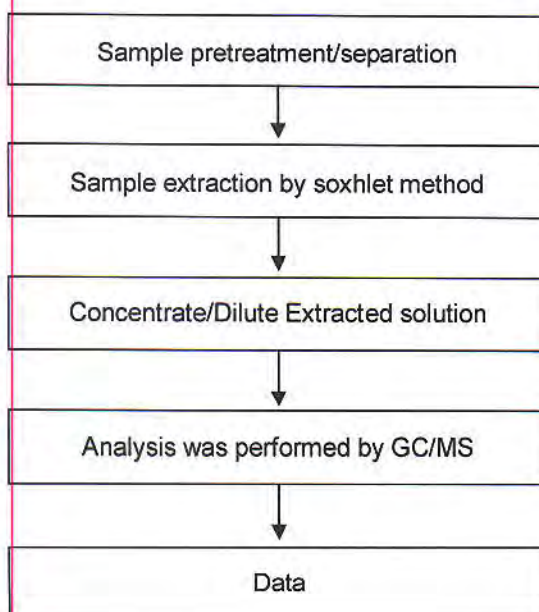 Sample pretreatment/separation
Sample extraction by soxhlet method
Concentrate/Dilute Extracted solution
Analysis was performed by GC/MS
Data